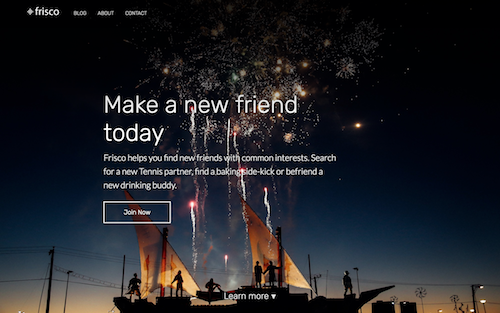 frisco BLOG ABOUT CONTACT
Make a new friend
today
Frisco helps you find new friends with common interests. Search
for a new Tennis partner, find a baking side-kick or befriend a
new drinking buddy.
Join Now
Learn more ▾